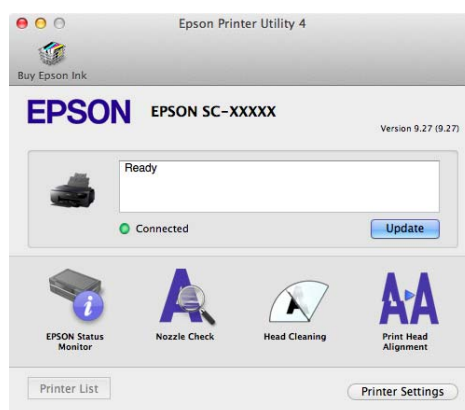 Epson Printer Utility 4
Buy Epson Ink
EPSON
EPSON SC-XXXXX
Version 9.27 (9.27)
Ready
Connected
Update
EPSON Status
Monitor
Nozzle Check
Head Cleaning
Print Head
Alignment
Printer List
Printer Settings